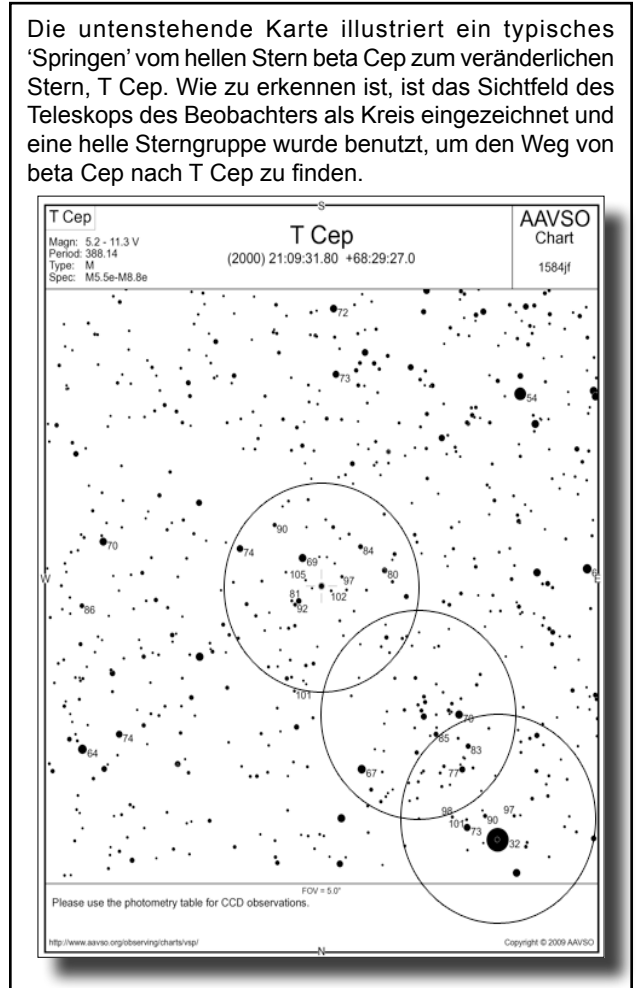 Die untenstehende Karte illustriert ein typisches
‘Springen’ vom hellen Stern beta Cep zum veränderlichen
Stern, T Cep. Wie zu erkennen ist, ist das Sichtfeld des
Teleskops des Beobachters als Kreis eingezeichnet und
eine helle Sterngruppe wurde benutzt, um den Weg von
beta Cep nach T Cep zu finden.
S
T Cep
Magn: 5.2 - 11.3 V
Period: 388.14
Type: M
Spec: M5.5e-M8.8e
T Cep
(2000) 21:09:31.80 +68:29:27.0
AAVSO
Chart
1584jf
72
73
54
90
70
74
69
84
105
97
80
W
E
81
102
86
92
101
70
74
85
83
64
67
77
98
97
101
90
73
32
FOV = 5.0°
Please use the photometry table for CCD observations.
http://www.aavso.org/observing/charts/vsp/
N
Copyright © 2009 AAVSO